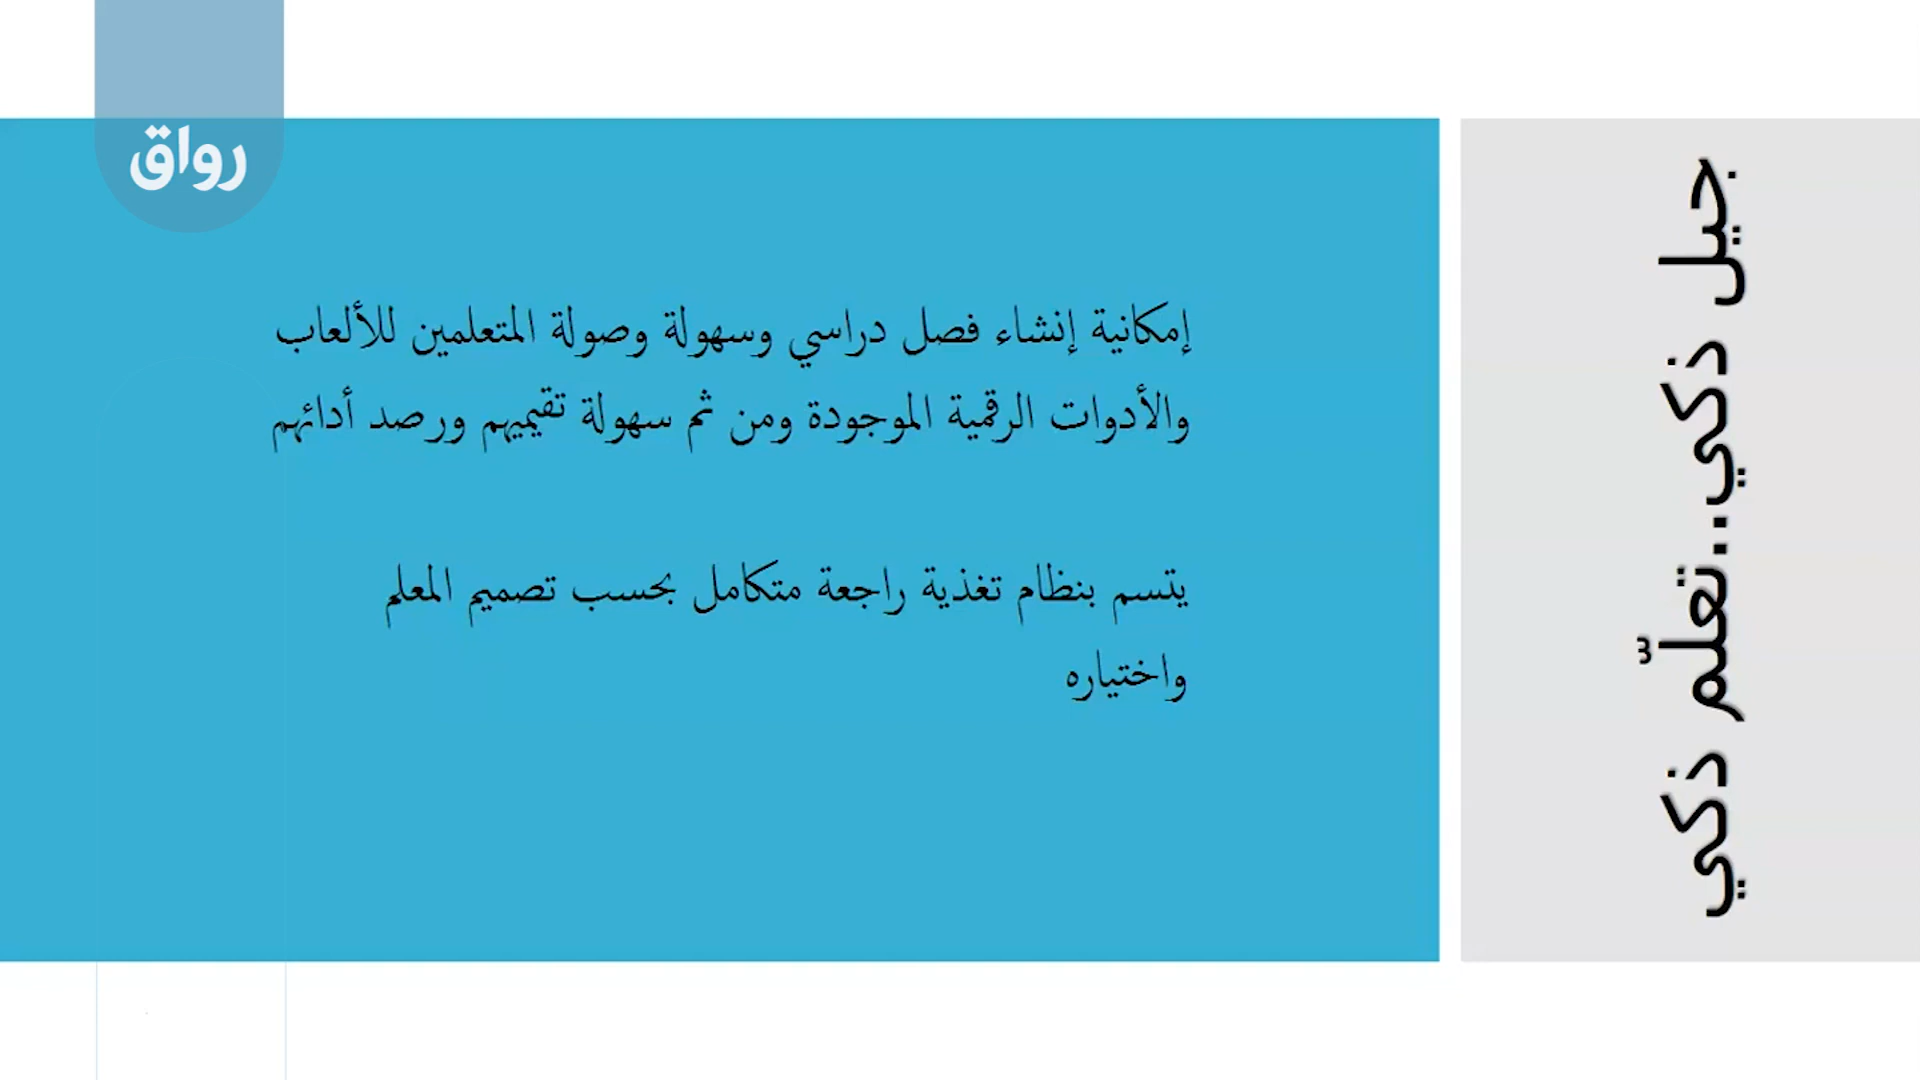 رواق
جيل ذكي..تعلّم ذكي
إمكانية إنشاء فصل دراسي وسهولة وصولة المتعلمين للألعاب
والأدوات الرقمية الموجودة ومن ثم سهولة تقييميهم ورصد أدائهم
يتسم بنظام تغذية راجعة متكامل بحسب تصميم المعلم
واختياره